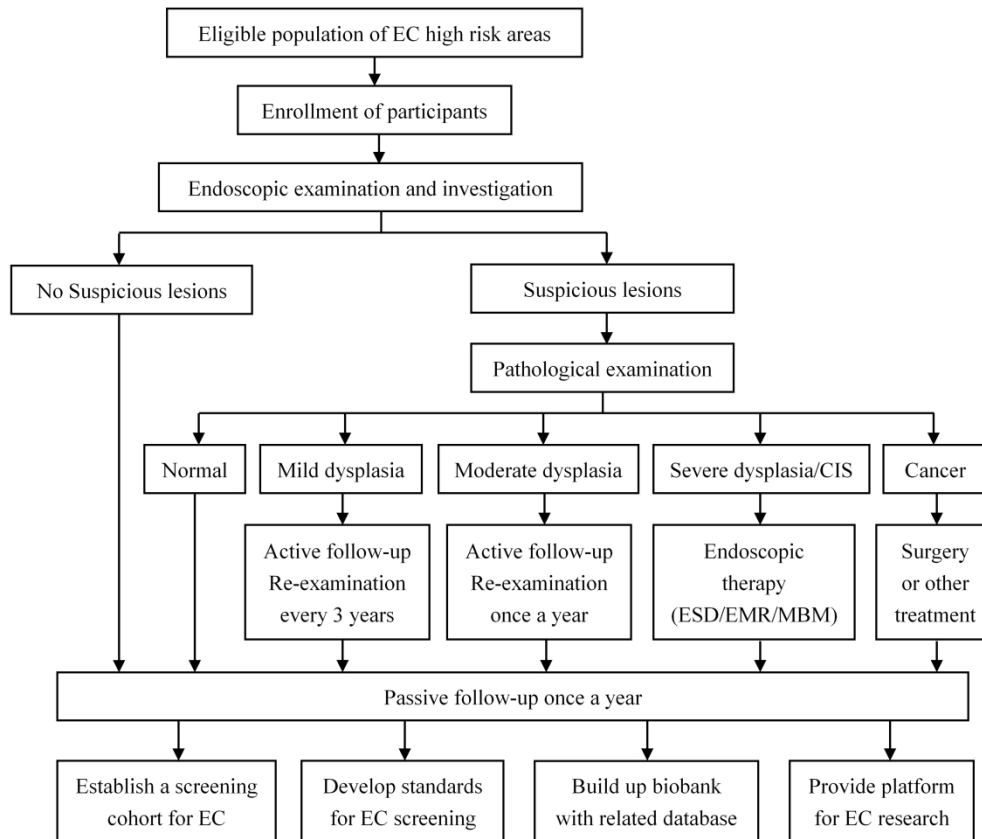 Eligible population of EC high risk areas
Enrollment of participants
Endoscopic examination and investigation
No Suspicious lesions
Suspicious lesions
Pathological examination
Normal
Mild dysplasia
Moderate dysplasia
Severe dysplasia/CIS
Cancer
Active follow-up
Re-examination
every 3 years
Active follow-up
Re-examination
once a year
Endoscopic
therapy
(ESD/EMR/MBM)
Surgery
or other
treatment
Passive follow-up once a year
Establish a screening
cohort for EC
Develop standards
for EC screening
Build up biobank
with related database
Provide platform
for EC research